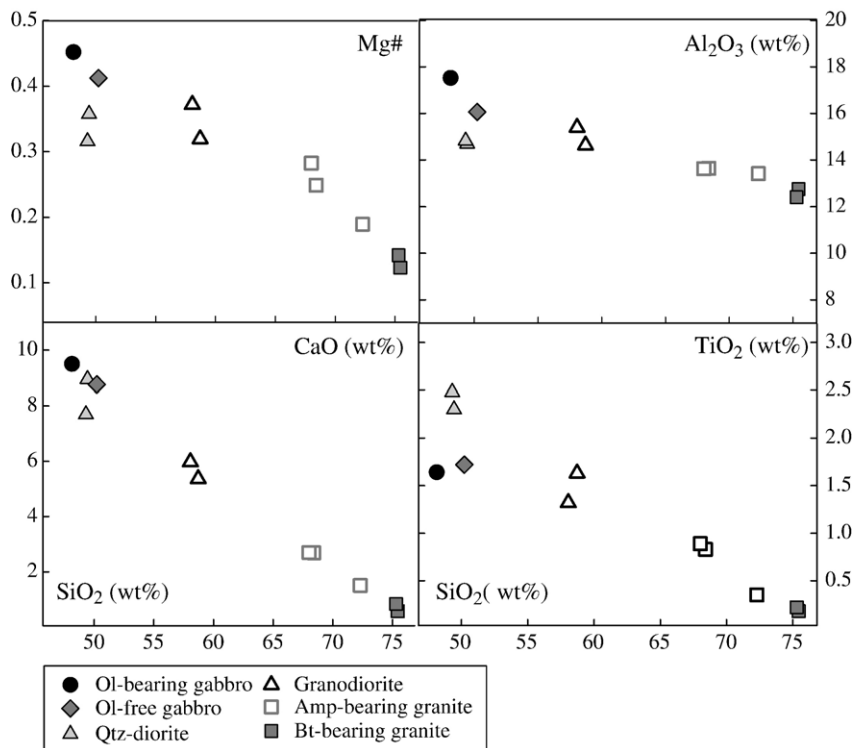 0.5
0.4
0.3
0.2
0.1
Mg#
Al₂O₃ (wt%)
20
18
16
14
12
10
8
10
8
6
4
2
CaO (wt%)
SiO₂ (wt%)
TiO₂ (wt%)
3.0
2.5
2.0
1.5
1.0
0.5
SiO₂( wt%)
50 55 60 65 70 75
50 55 60 65 70 75
Ol-bearing gabbro Granodiorite
Ol-free gabbro Amp-bearing granite
Qtz-diorite Bt-bearing granite